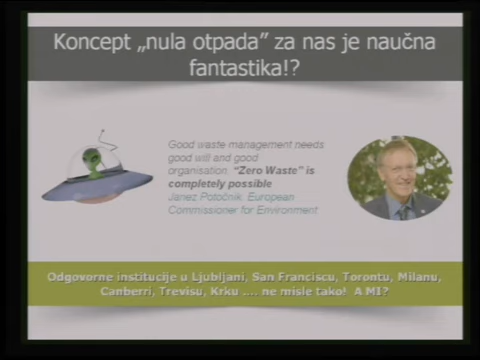 Koncept „nula otpada” za nas je naučna
fantastika!?
Good waste management needs
good will and good
organisation. “Zero Waste” is
completely possible
Janez Potočnik, European
Commissioner for Environment
Odgovorne institucije u Ljubljani, San Franciscu, Torontu, Milanu,
Canberri, Trevisu, Krku .... ne misle tako! A MI?